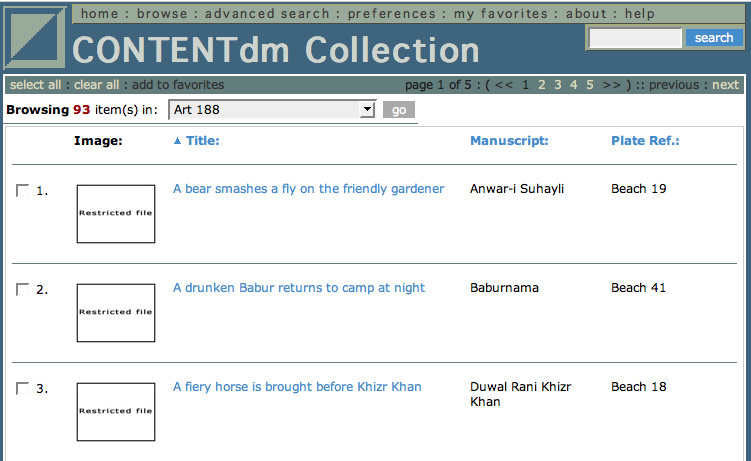 home : browse : advanced search : preferences : my favorites : about : help
CONTENTdm Collection
search
select all : clear all : add to favorites
page 1 of 5 : ( << 1 2 3 4 5 >> ) :: previous : next
Browsing 93 item(s) in: Art 188 go
Image: Title: Manuscript: Plate Ref.:
1. Restricted file A bear smashes a fly on the friendly gardener Anwar-i Suhayli Beach 19
2. Restricted file A drunken Babur returns to camp at night Baburnama Beach 41
3. Restricted file A fiery horse is brought before Khizr Khan Duwal Rani Khizr Beach 18
Khan